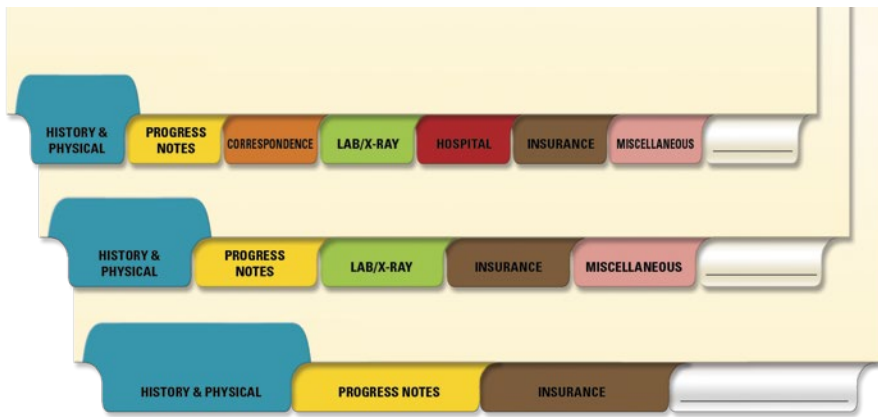 HISTORY &
PHYSICAL
PROGRESS
NOTES
CORRESPONDENCE
LAB/X-RAY
HOSPITAL
INSURANCE
MISCELLANEOUS
HISTORY &
PHYSICAL
PROGRESS
NOTES
LAB/X-RAY
INSURANCE
MISCELLANEOUS
HISTORY & PHYSICAL
PROGRESS NOTES
INSURANCE